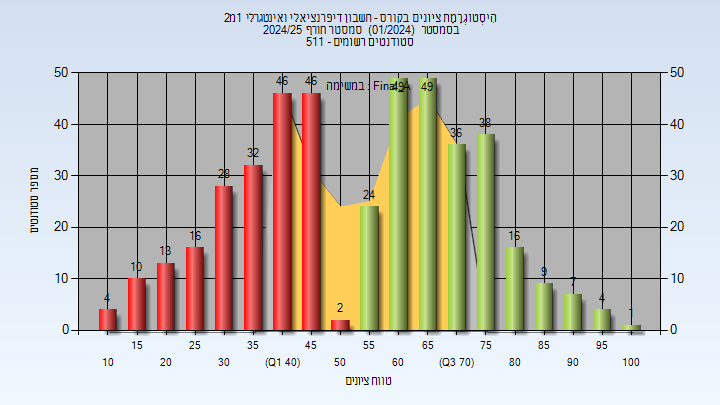 היסטוגרמת ציונים בקורס - חשבון דיפרנציאלי ואינטגרלי 1מ2
בסמסטר (01/2024) סמסטר חורף 2024/25
סטודנטים רשומים - 511
במשימה : Final_A
50 50
40 40
30 30
20 20
10 10
0 0
מספר סטודנטים
4 10 13 16 28 32 46 46 2 24 49 49 36 38 16 9 7 4 1
15 25 35 45 55 65 75 85 95
10 20 30 (Q1 40) 50 60 (Q3 70) 80 90 100
טווח ציונים